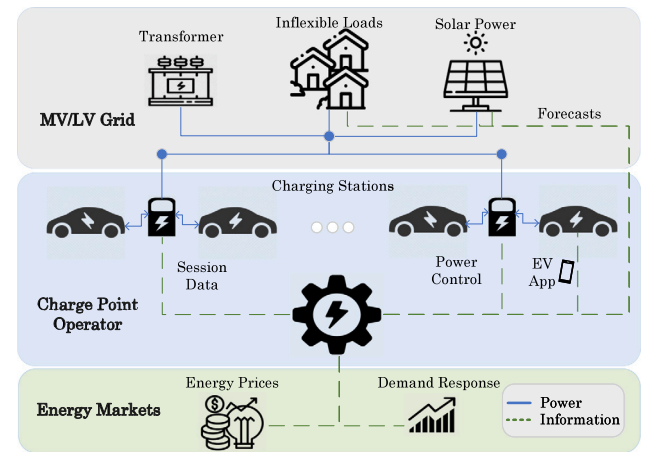 Inflexible Loads
Solar Power
Transformer
Forecasts
MV/LV Grid
Charging Stations
Session
Data
Power
Control
EV
App
Charge Point
Operator
Energy Prices
Demand Response
$
Energy Markets
Power
Information